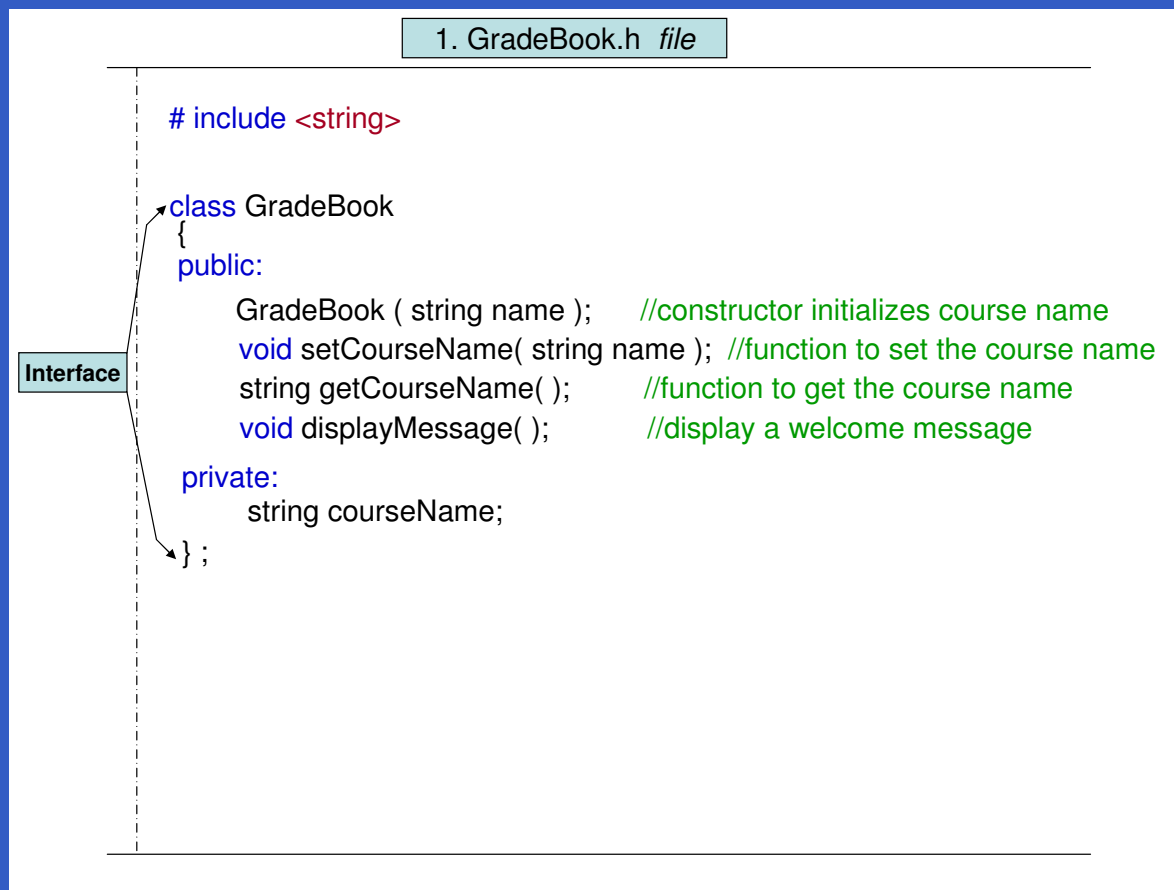 1. GradeBook.h file
# include <string>
class GradeBook
{
public:
GradeBook ( string name ); //constructor initializes course name
void setCourseName( string name ); //function to set the course name
Interface
string getCourseName( ); //function to get the course name
void displayMessage( ); //display a welcome message
private:
string courseName;
} ;